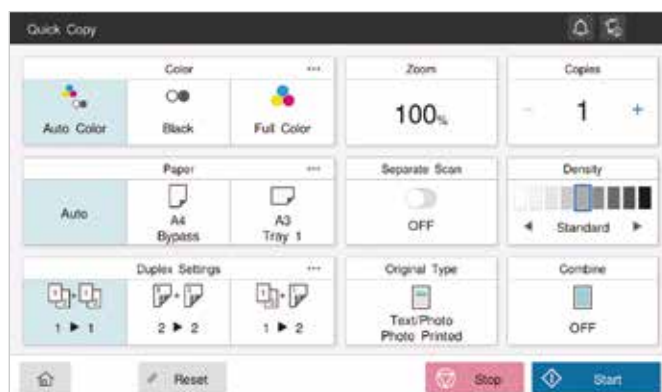 Quick Copy
Color
...
Auto Color
Black
Full Color
Zoom
100%
Copies
- 1 +
Paper
...
Auto
A4
Bypass
A3
Tray 1
Separate Scan
OFF
Density
Standard
Duplex Settings
...
1 ▶ 1
2 ▶ 2
1 ▶ 2
Original Type
Text/Photo
Photo Printed
Combine
OFF
Reset
Stop
Start